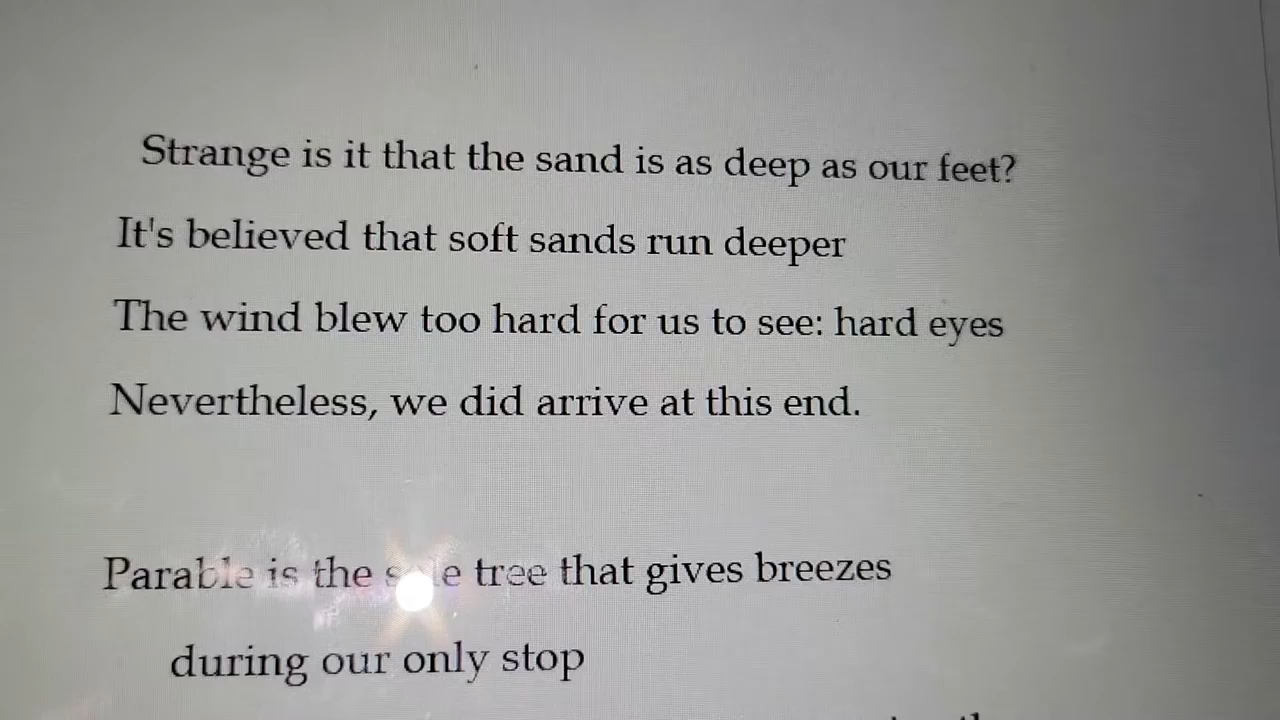 Strange is it that the sand is as deep as our feet?
It's believed that soft sands run deeper
The wind blew too hard for us to see: hard eyes
Nevertheless, we did arrive at this end.
Parable is the tree that gives breezes
during our only stop